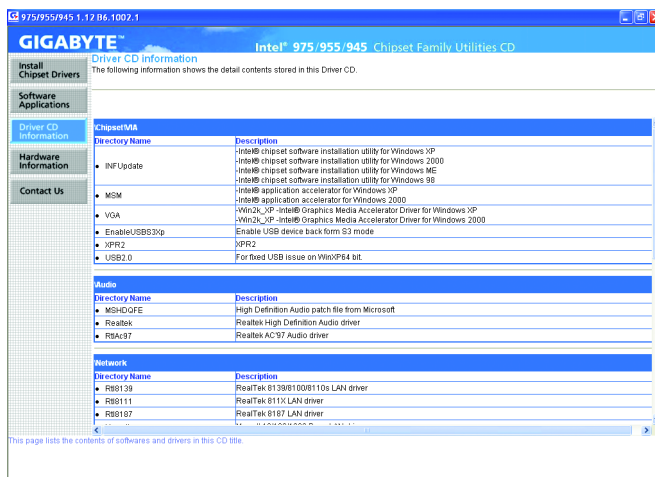 975/955/945 1.12 B6.1002.1
GIGABYTE™
Intel® 975/955/945 Chipset Family Utilities CD
Install
Chipset Drivers
Software
Applications
Driver CD
Information
Hardware
Information
Contact Us
Driver CD information
The following information shows the detail contents stored in this Driver CD.
\Chipset\VIA
Directory Name Description
• INFUpdate
-Intel® chipset software installation utility for Windows XP
-Intel® chipset software installation utility for Windows 2000
-Intel® chipset software installation utility for Windows ME
-Intel® chipset software installation utility for Windows 98
• MSM
-Intel® application accelerator for Windows XP
-Intel® application accelerator for Windows 2000
• VGA
-Win2k_XP -Intel® Graphics Media Accelerator Driver for Windows XP
-Win2k_XP -Intel® Graphics Media Accelerator Driver for Windows 2000
• EnableUSBS3Xp Enable USB device back form S3 mode
• XPR2 XPR2
• USB2.0 For fixed USB issue on WinXP64 bit.
\Audio
Directory Name Description
• MSHDQFE High Definition Audio patch file from Microsoft
• Realtek Realtek High Definition Audio driver
• RtlAc97 Realtek AC'97 Audio driver
\Network
Directory Name Description
• Rtl8139 RealTek 8139/8100/8110s LAN driver
• Rtl8111 RealTek 811X LAN driver
• Rtl8187 RealTek 8187 LAN driver
This page lists the contents of softwares and drivers in this CD title.